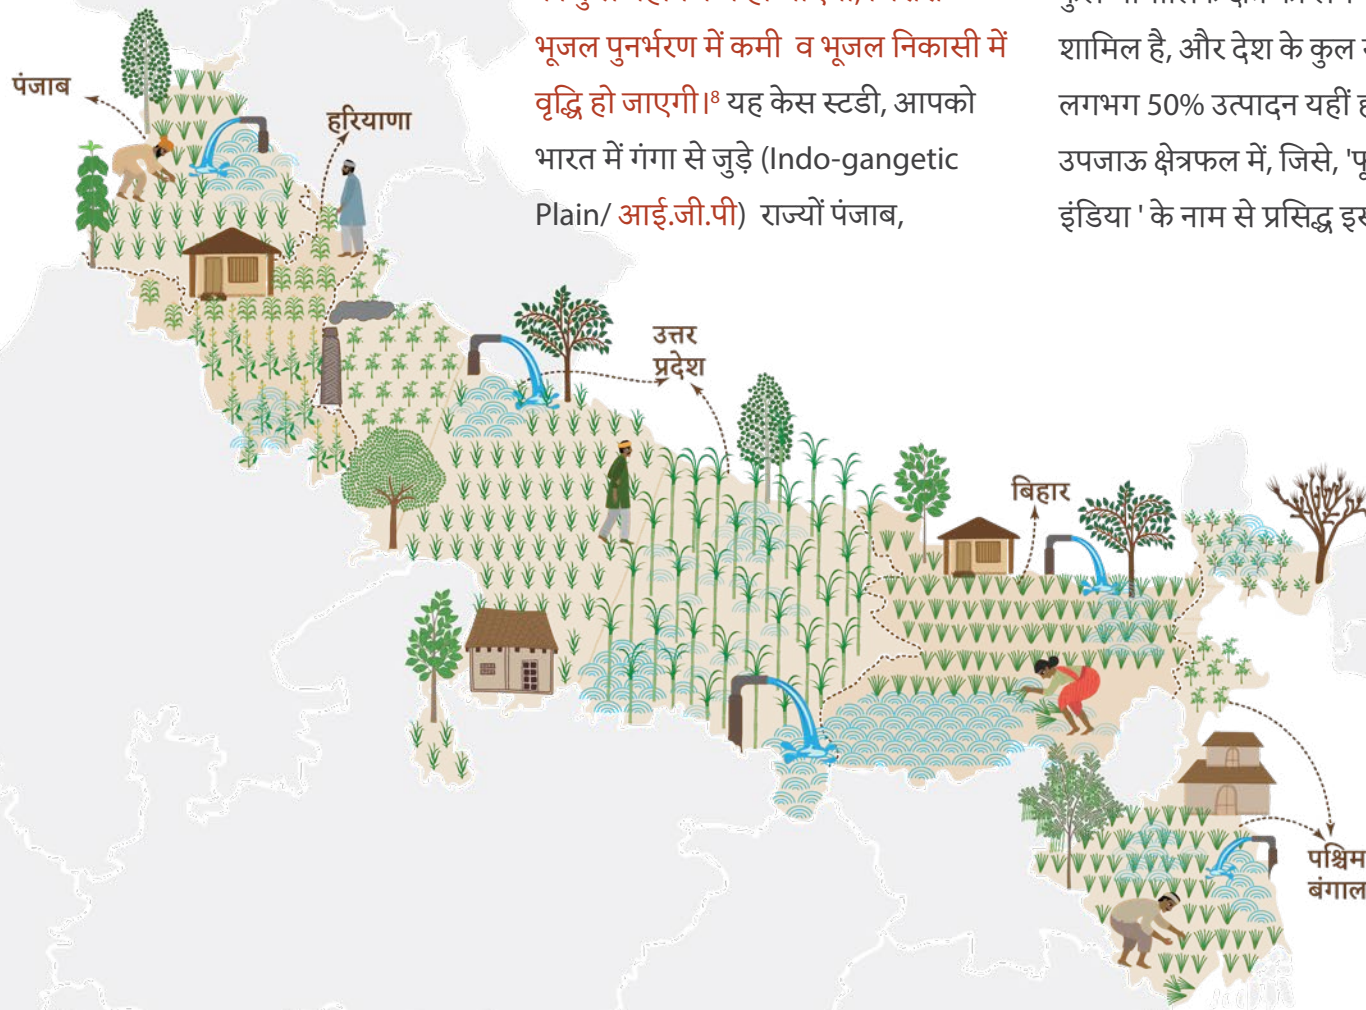 भूजल पुनर्भरण में कमी व भूजल निकासी में
वृद्धि हो जाएगी।⁸ यह केस स्टडी, आपको
भारत में गंगा से जुड़े (Indo-gangetic
Plain/ आई.जी.पी) राज्यों पंजाब,
शामिल है, और देश के कुल
लगभग 50% उत्पादन यहीं
उपजाऊ क्षेत्रफल में, जिसे,
इंडिया ' के नाम से प्रसिद्ध
पंजाब
हरियाणा
उत्तर
प्रदेश
बिहार
पश्चिम
बंगाल